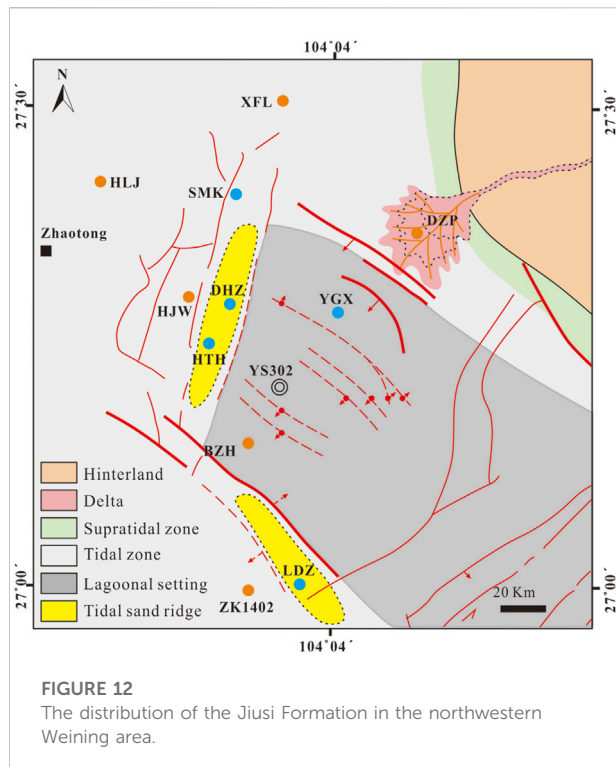 104°04′
N
27°30′
27°30′
XFL
HLJ
SMK
DZP
Zhaotong
DHZ
YGX
HJW
HTH
YS302
BZH
Hinterland
Delta
Supratidal zone
Tidal zone
Lagoonal setting
Tidal sand ridge
LDZ
ZK1402
27°00′
27°00′
20 Km
104°04′
FIGURE 12
The distribution of the Jiusi Formation in the northwestern
Weining area.